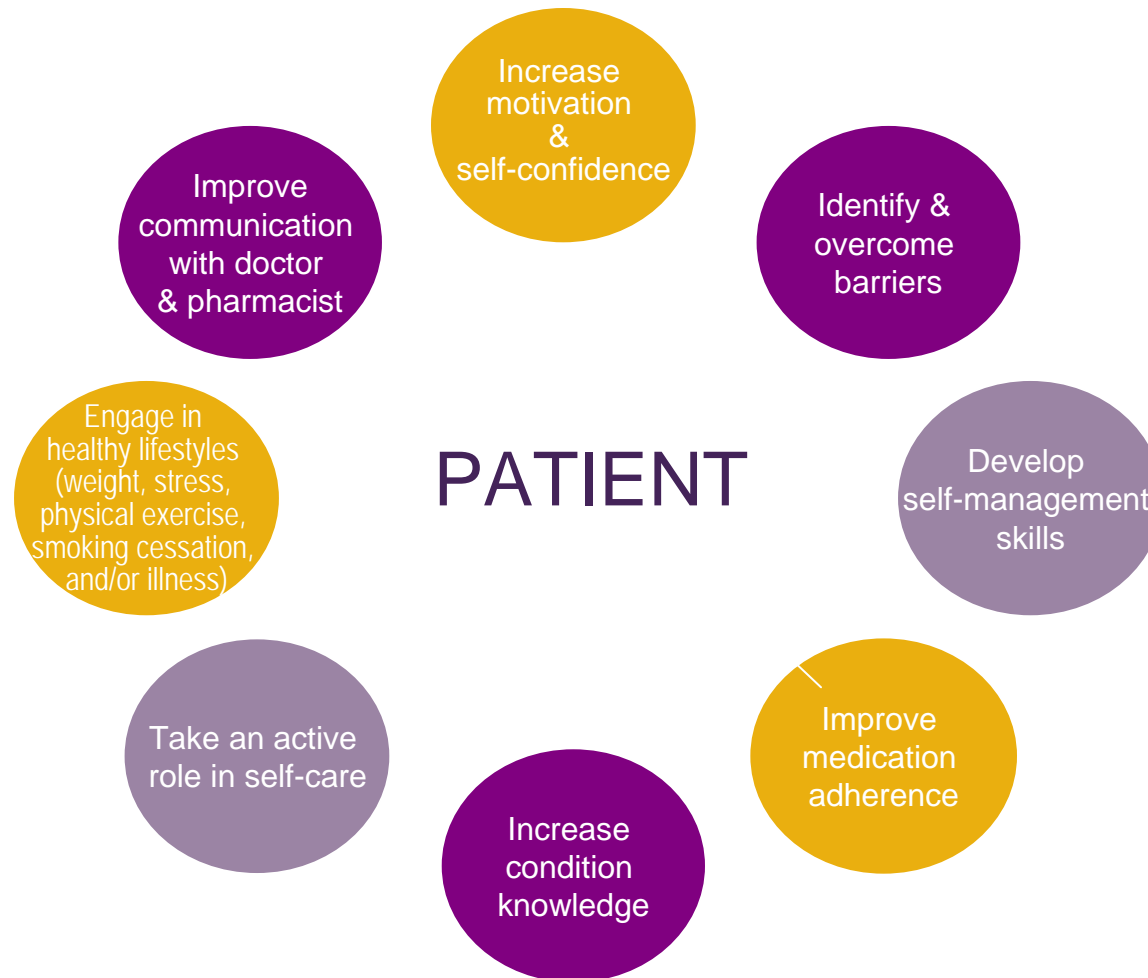 Increase
motivation
&
self-confidence
Improve
communication
with doctor
& pharmacist
Identify &
overcome
barriers
Engage in
healthy lifestyles
(weight, stress,
physical exercise,
smoking cessation,
and/or illness)
PATIENT
Develop
self-management
skills
Take an active
role in self-care
Improve
medication
adherence
Increase
condition
knowledge